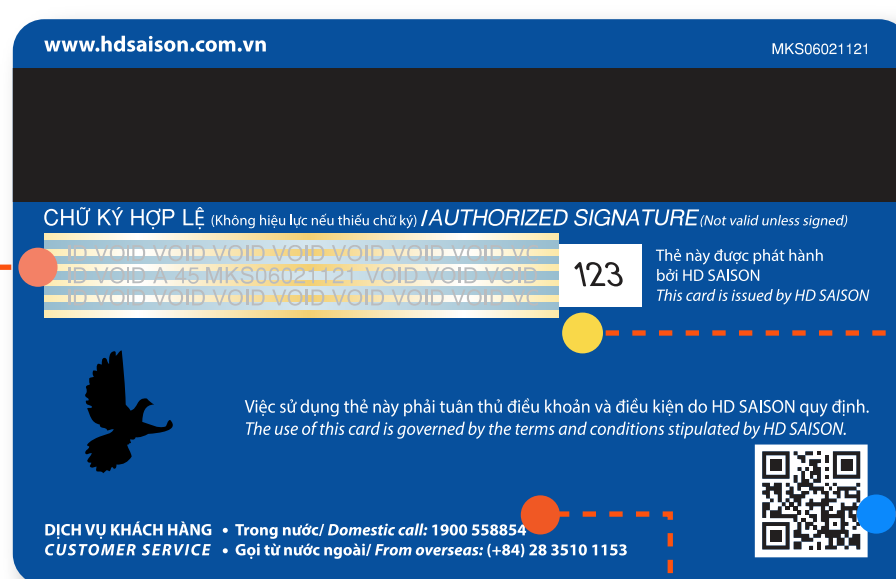 www.hdsaison.com.vn
MKS06021121
CHỮ KÝ HỢP LỆ (Không hiệu lực nếu thiếu chữ ký) / AUTHORIZED SIGNATURE (Not valid unless signed)
ID VOID VOID VOID VOID VOID VOID VOID V
ID VOID A 45 MKS06021121 VOID VOID VOID
ID VOID VOID VOID VOID VOID VOID VOID V
123
Thẻ này được phát hành
bởi HD SAISON
This card is issued by HD SAISON
Việc sử dụng thẻ này phải tuân thủ điều khoản và điều kiện do HD SAISON quy định.
The use of this card is governed by the terms and conditions stipulated by HD SAISON.
DỊCH VỤ KHÁCH HÀNG • Trong nước/ Domestic call: 1900 558854
CUSTOMER SERVICE • Gọi từ nước ngoài/ From overseas: (+84) 28 3510 1153